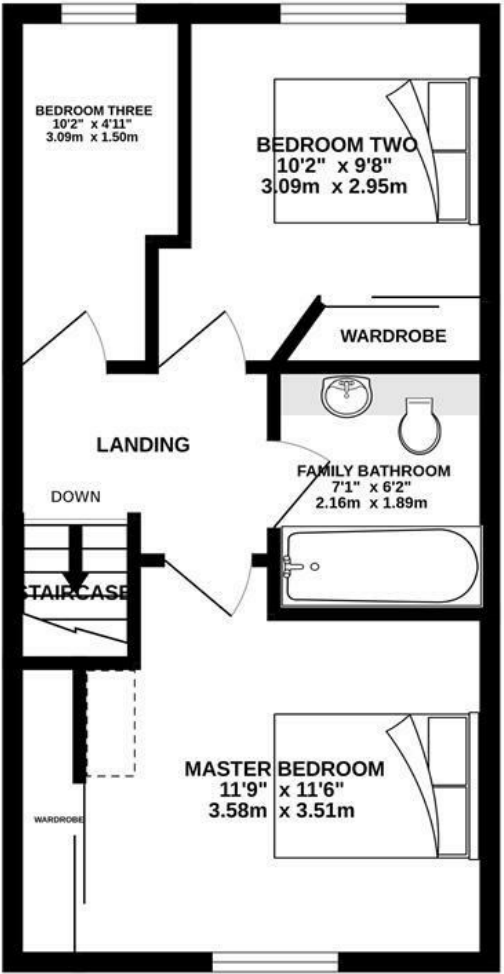 BEDROOM THREE
10'2" x 4'11"
3.09m x 1.50m
BEDROOM TWO
10'2" x 9'8"
3.09m x 2.95m
WARDROBE
LANDING
FAMILY BATHROOM
7'1" x 6'2"
2.16m x 1.89m
DOWN
STAIRCASE
MASTER BEDROOM
11'9" x 11'6"
3.58m x 3.51m
WARDROBE